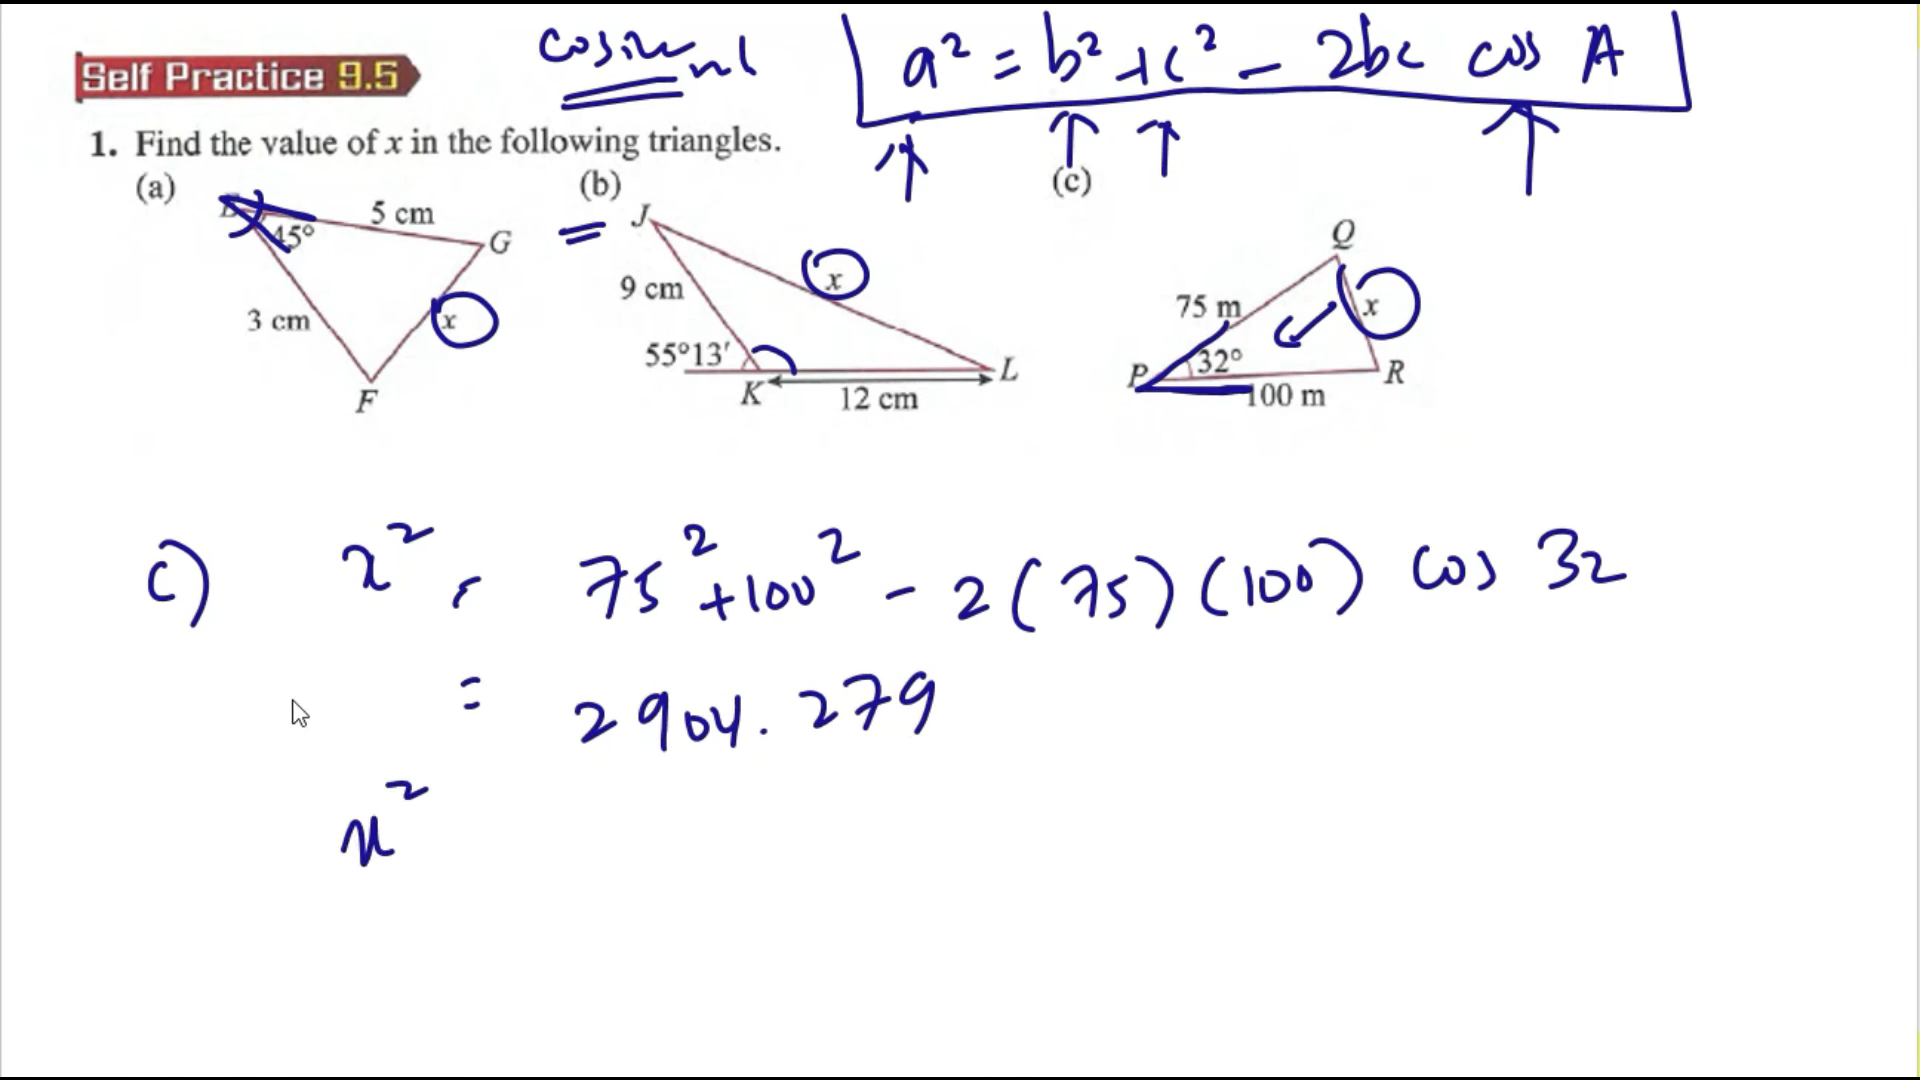 Self Practice 9.5
cosine
a² = b² + c² - 2bc cos A
1. Find the value of x in the following triangles.
(a)
(b)
(c)
5 cm
45°
G
3 cm
x
F
J
9 cm
x
55°13′
K
L
12 cm
Q
75 m
x
P
32°
R
100 m
c) x² = 75² + 100² - 2(75)(100) cos 32
= 2904.279
x²